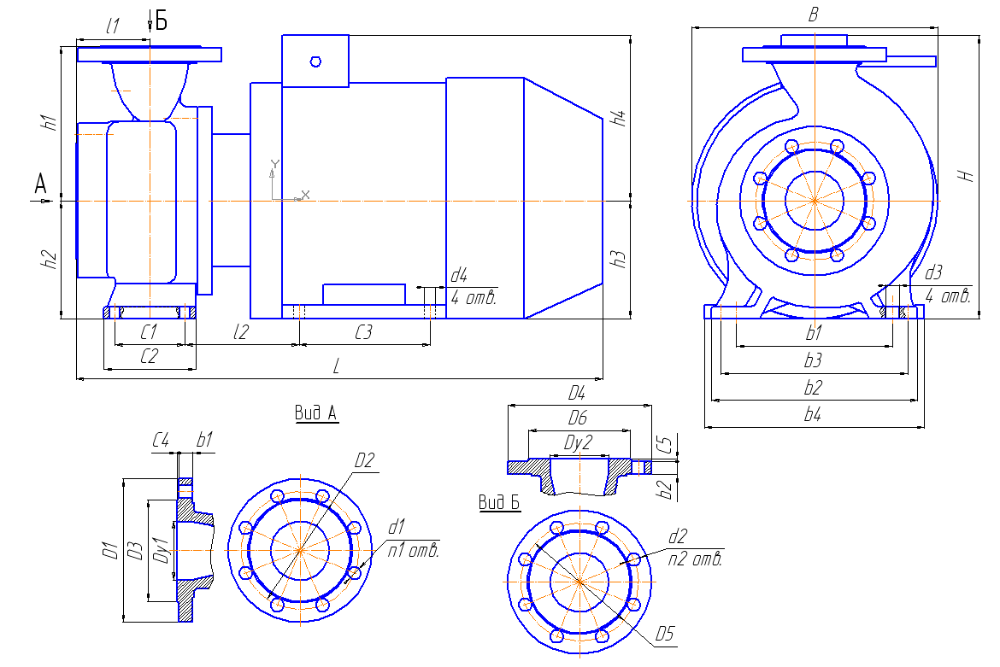 l1
Б
B
h1
h4
H
А
Y
X
h2
h3
d4
4 отв.
d3
4 отв.
C1
l2
C3
b1
C2
b3
L
b2
b4
Вид А
D4
D6
C4
b1
D2
Dy2
C5
b2
Вид Б
D1
D3
Dy1
d1
n1 отв.
d2
n2 отв.
D5